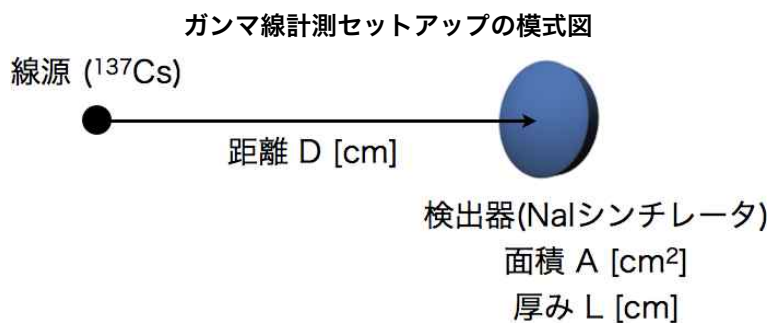 ガンマ線計測セットアップの模式図
線源 (¹³⁷Cs)
距離 D [cm]
検出器(NaIシンチレータ)
面積 A [cm²]
厚み L [cm]